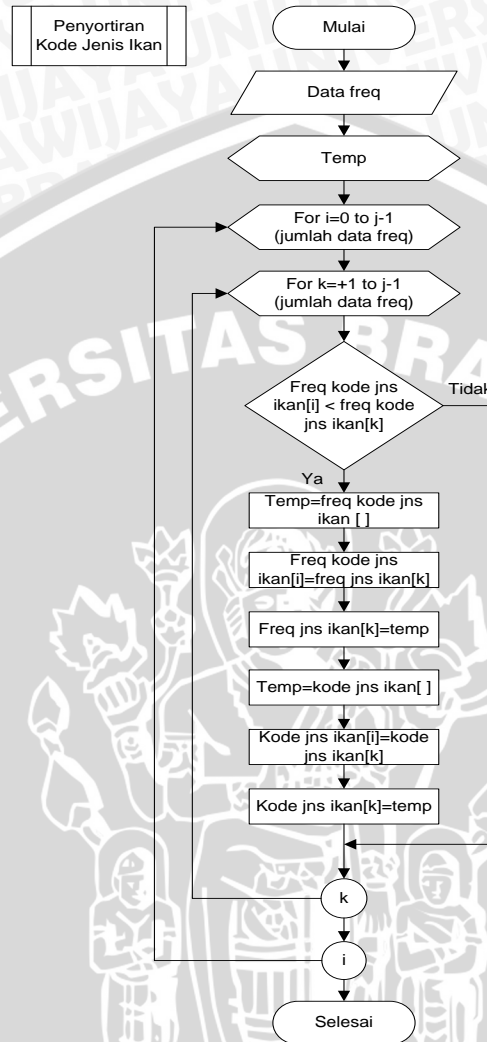 Penyortiran
Kode Jenis Ikan
Mulai
Data freq
Temp
For i=0 to j-1
(jumlah data freq)
For k=+1 to j-1
(jumlah data freq)
Freq kode jns
ikan[i] < freq kode
jns ikan[k]
Tidak
Ya
Temp=freq kode jns
ikan [ ]
Freq kode jns
ikan[i]=freq jns ikan[k]
Freq jns ikan[k]=temp
Temp=kode jns ikan[ ]
Kode jns ikan[i]=kode
jns ikan[k]
Kode jns ikan[k]=temp
k
i
Selesai